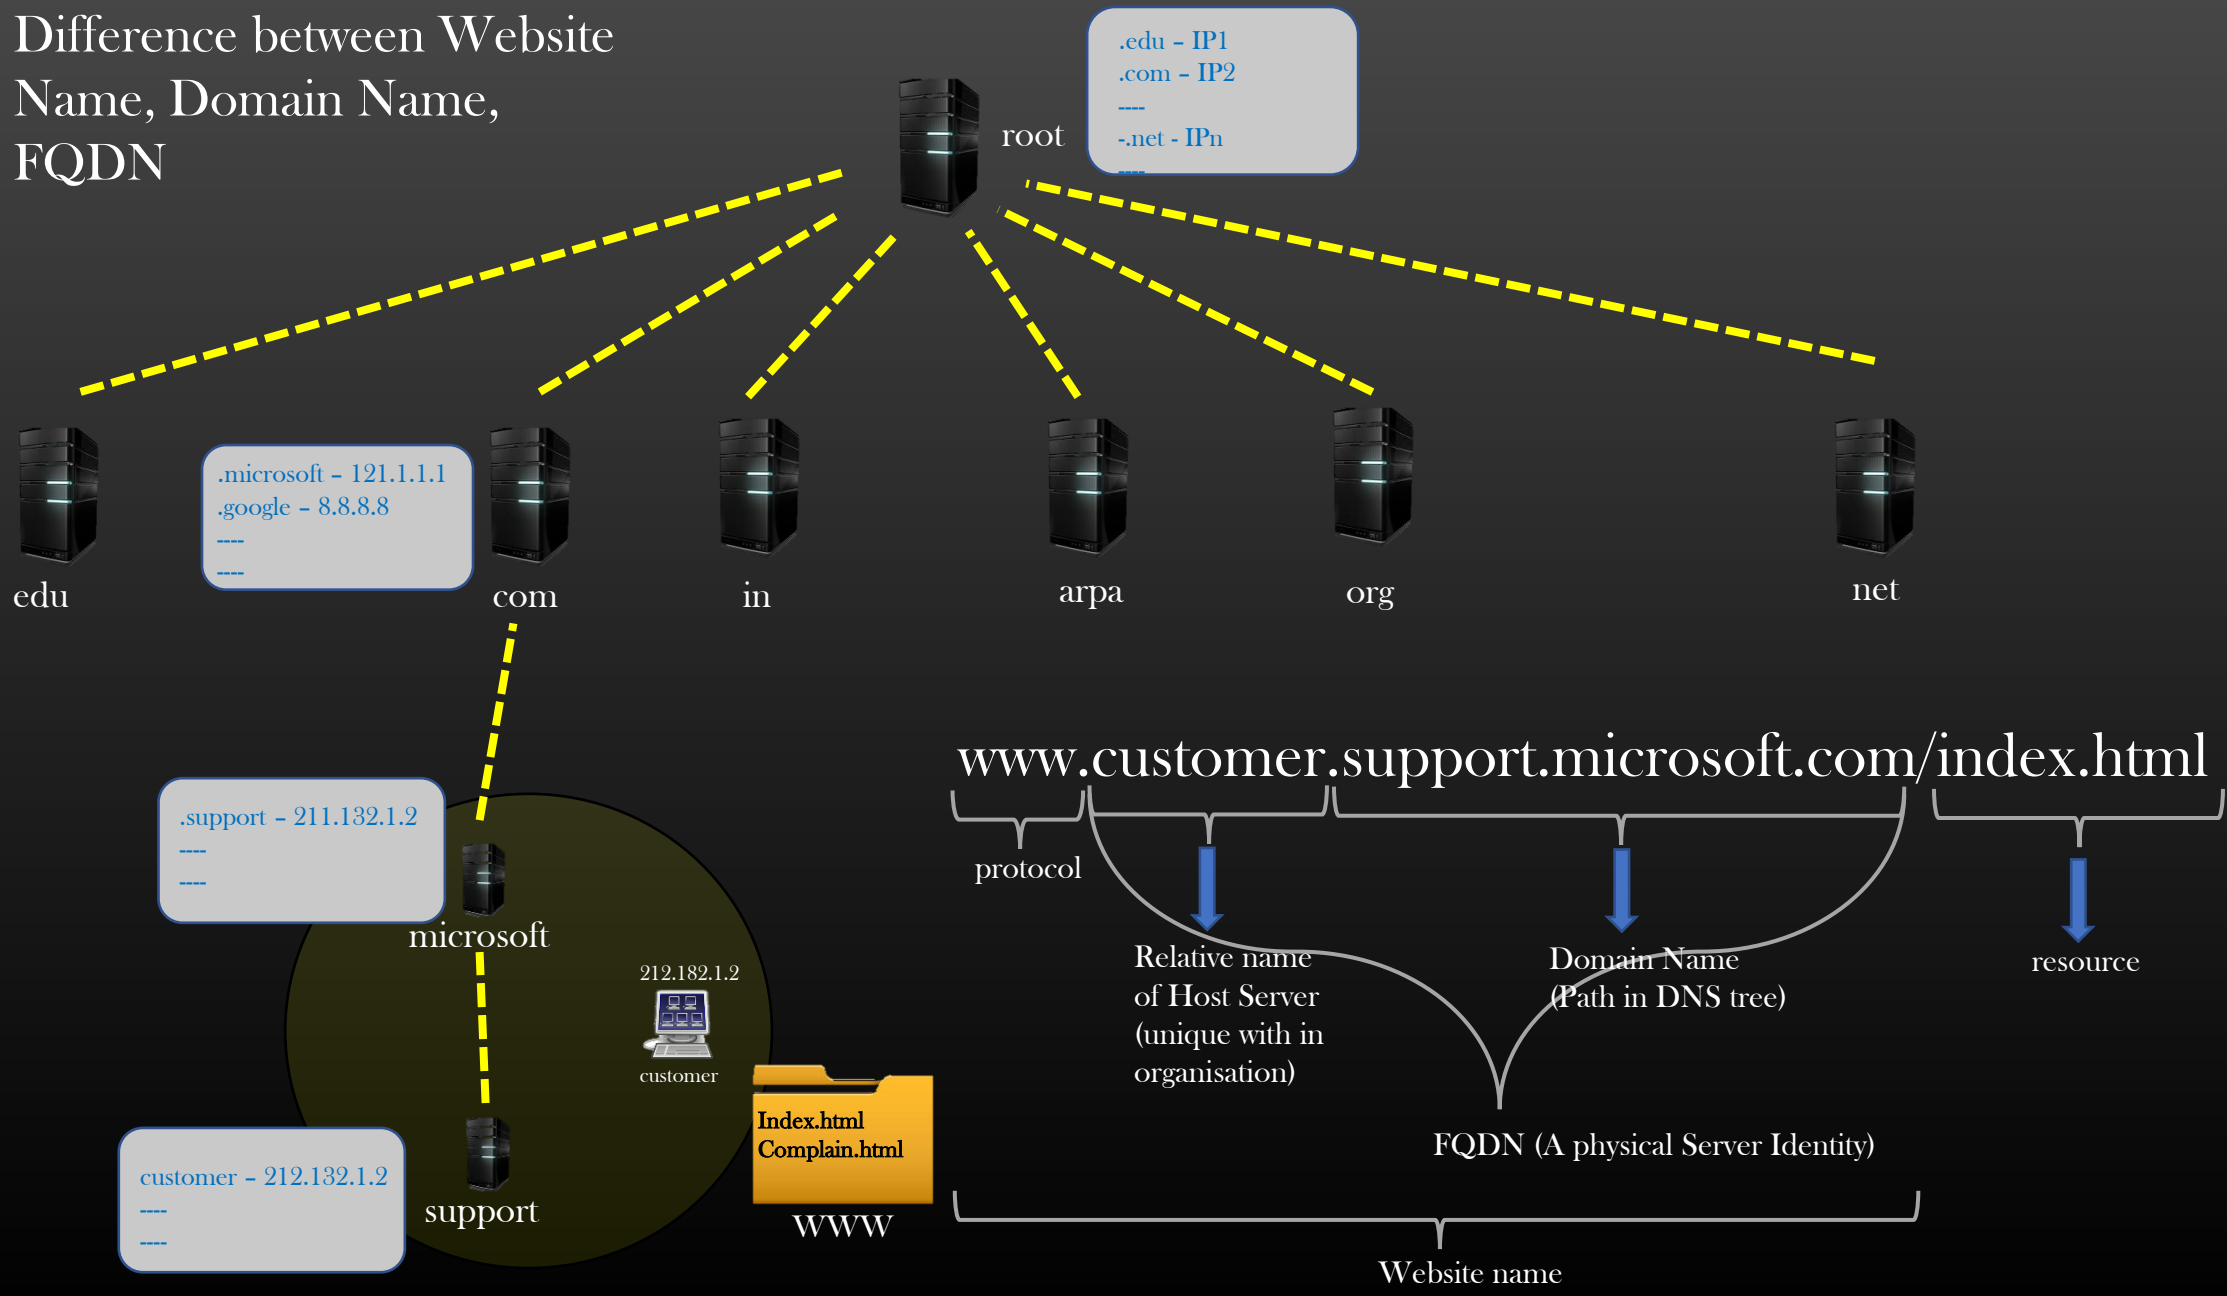 Difference between Website
Name, Domain Name,
FQDN
root
.edu – IP1
.com – IP2
----
-.net - IPn
----
.microsoft – 121.1.1.1
.google – 8.8.8.8
----
----
edu
com
in
arpa
org
net
www.customer.support.microsoft.com/index.html
protocol
Relative name
of Host Server
(unique with in
organisation)
Domain Name
(Path in DNS tree)
resource
FQDN (A physical Server Identity)
Website name
.support – 211.132.1.2
----
----
microsoft
212.182.1.2
customer
Index.html
Complain.html
WWW
customer – 212.132.1.2
----
----
support